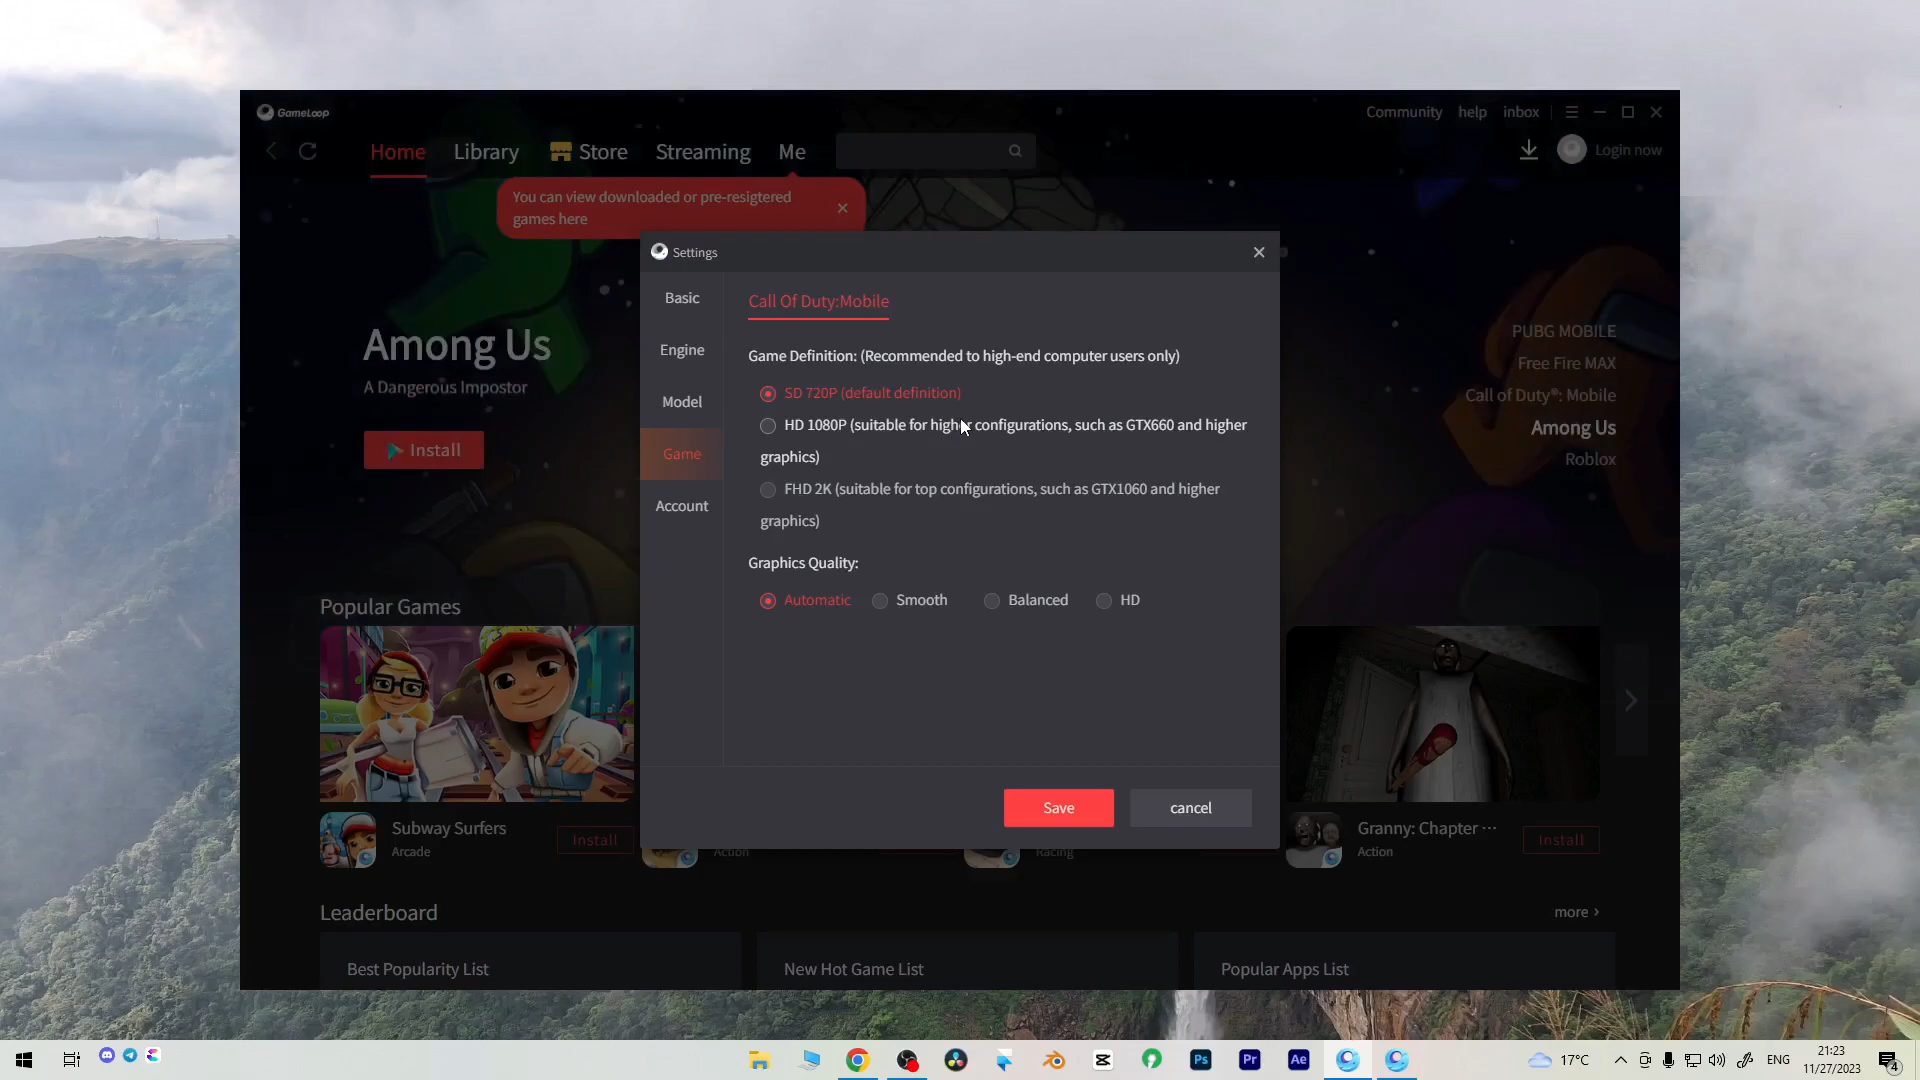 GameLoop
Community help inbox
Home Library Store Streaming Me
Login now
You can view downloaded or pre-resigtered
games here
Settings
Basic
Engine
Model
Game
Account
Call Of Duty:Mobile
Game Definition: (Recommended to high-end computer users only)
SD 720P (default definition)
HD 1080P (suitable for higher configurations, such as GTX660 and higher
graphics)
FHD 2K (suitable for top configurations, such as GTX1060 and higher
graphics)
Graphics Quality:
Automatic Smooth Balanced HD
Save cancel
Among Us
A Dangerous Impostor
Install
PUBG MOBILE
Free Fire MAX
Call of Duty®: Mobile
Among Us
Roblox
Popular Games
Subway Surfers
Arcade
Install
Action
Racing
Granny: Chapter ···
Action
Install
Leaderboard
more ›
Best Popularity List
New Hot Game List
Popular Apps List
Ps Pr Ae
17°C
ENG
21:23
11/27/2023
4